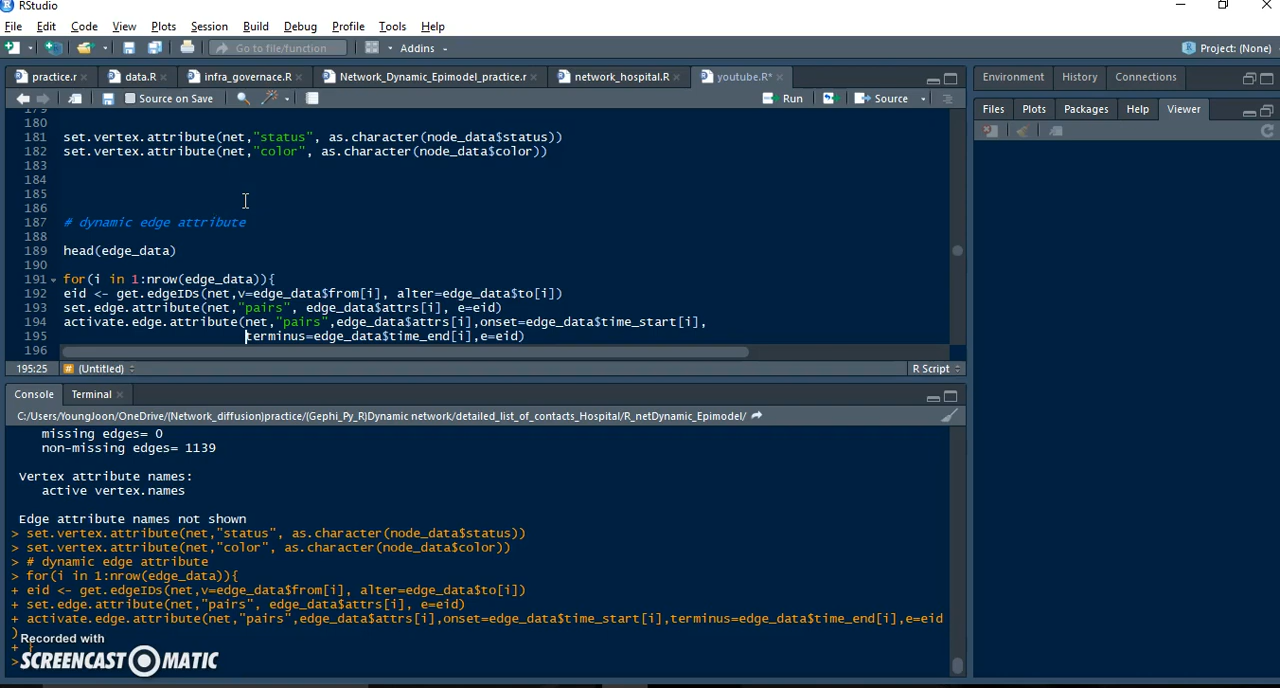 RStudio
File Edit Code View Plots Session Build Debug Profile Tools Help
Go to file/function Addins Project: (None)
practice.r data.R infra_governace.R Network_Dynamic_Epimodel_practice.r network_hospital.R youtube.R* Environment History Connections
Source on Save Run Source
Files Plots Packages Help Viewer
179
180
181 set.vertex.attribute(net,"status", as.character(node_data$status))
182 set.vertex.attribute(net,"color", as.character(node_data$color))
183
184
185
186
187 # dynamic edge attribute
188
189 head(edge_data)
190
191 for(i in 1:nrow(edge_data)){
192 eid <- get.edgeIDs(net,v=edge_data$from[i], alter=edge_data$to[i])
193 set.edge.attribute(net,"pairs", edge_data$attrs[i], e=eid)
194 activate.edge.attribute(net,"pairs",edge_data$attrs[i],onset=edge_data$time_start[i],
195 terminus=edge_data$time_end[i],e=eid)
196
195:25 # (Untitled) R Script
Console Terminal
C:/Users/YoungJoon/OneDrive/(Network_diffusion)practice/(Gephi_Py_R)Dynamic network/detailed_list_of_contacts_Hospital/R_netDynamic_Epimodel/
missing edges= 0
non-missing edges= 1139
Vertex attribute names:
active vertex.names
Edge attribute names not shown
> set.vertex.attribute(net,"status", as.character(node_data$status))
> set.vertex.attribute(net,"color", as.character(node_data$color))
> # dynamic edge attribute
> for(i in 1:nrow(edge_data)){
+ eid <- get.edgeIDs(net,v=edge_data$from[i], alter=edge_data$to[i])
+ set.edge.attribute(net,"pairs", edge_data$attrs[i], e=eid)
+ activate.edge.attribute(net,"pairs",edge_data$attrs[i],onset=edge_data$time_start[i],terminus=edge_data$time_end[i],e=eid
)
+ }
>
Recorded with
SCREENCAST O MATIC